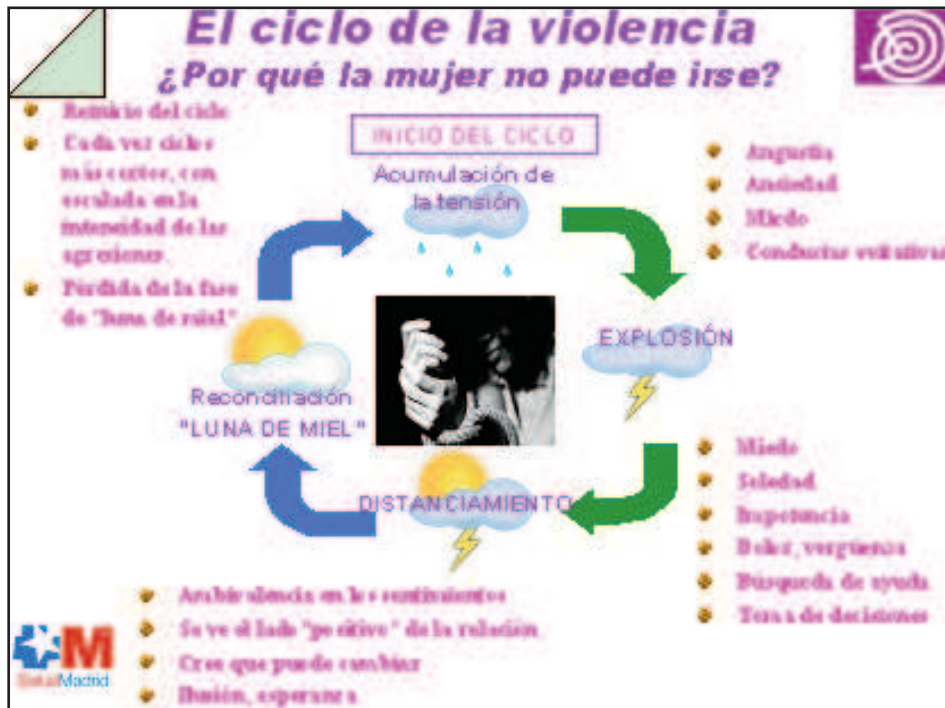 El ciclo de la violencia
¿Por qué la mujer no puede irse?
Reinicio del ciclo
Cada vez ciclos
más cortos, con
escalada en la
intensidad de las
agresiones.
Pérdida de la fase
de "luna de miel"
INICIO DEL CICLO
Acumulación de
la tensión
Angustia
Ansiedad
Miedo
Conductas evitativas
EXPLOSIÓN
Reconciliación
"LUNA DE MIEL"
DISTANCIAMIENTO
Miedo
Soledad
Impotencia
Dolor, vergüenza
Búsqueda de ayuda
Toma de decisiones
Ambivalencia en los sentimientos
Se ve el lado "positivo" de la relación.
Cree que puede cambiar
Ilusión, esperanza
M
SaludMadrid